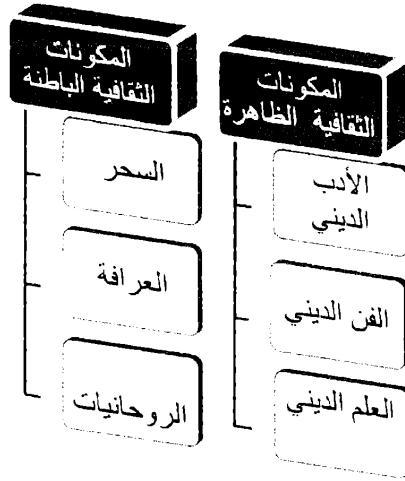 المكونات
الثقافية الظاهرة
الأدب
الديني
الفن الديني
العلم الديني
المكونات
الثقافية الباطنة
السحر
العرافة
الروحانيات